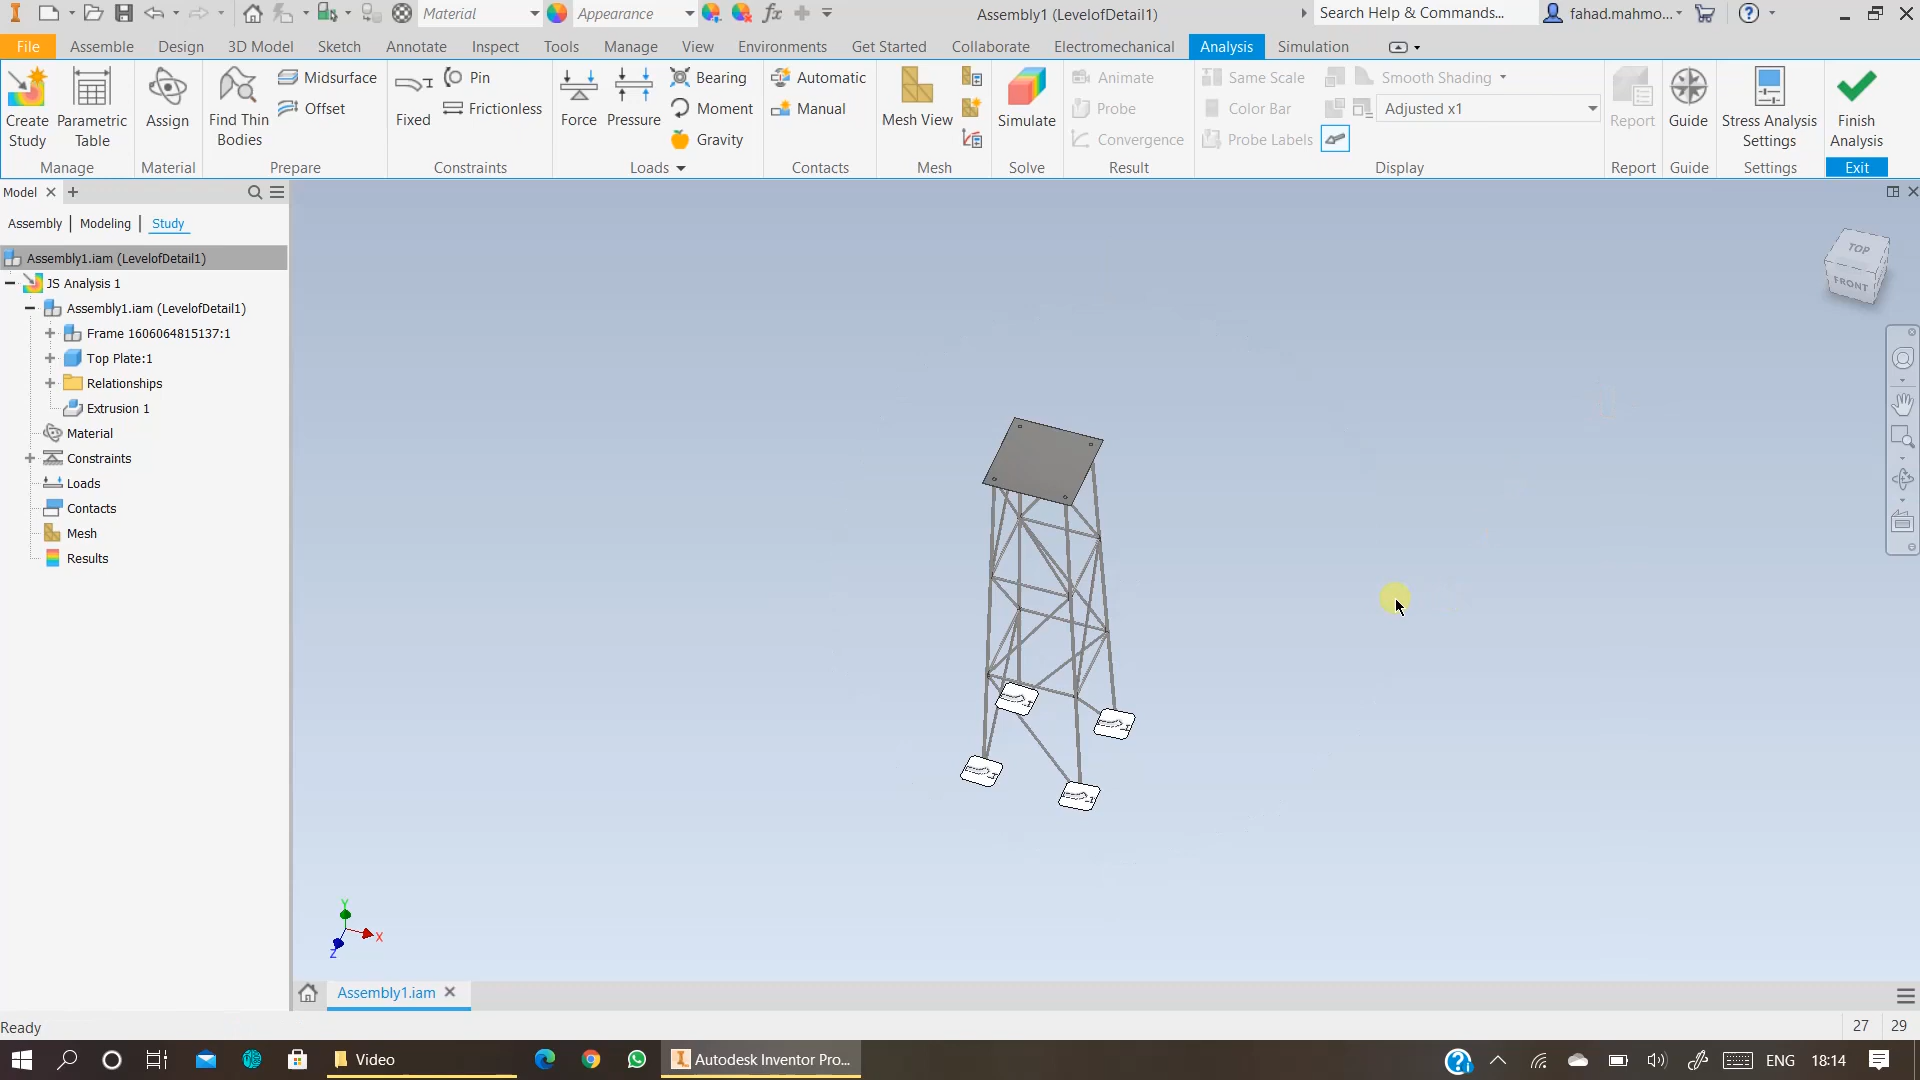 Material
Appearance
Assembly1 (LevelofDetail1)
Search Help & Commands...
fahad.mahmo...
File
Assemble
Design
3D Model
Sketch
Annotate
Inspect
Tools
Manage
View
Environments
Get Started
Collaborate
Electromechanical
Analysis
Simulation
Create Study
Parametric Table
Manage
Assign
Material
Find Thin Bodies
Midsurface
Offset
Prepare
Fixed
Pin
Frictionless
Constraints
Force
Pressure
Bearing
Moment
Gravity
Loads
Automatic
Manual
Contacts
Mesh View
Mesh
Simulate
Solve
Animate
Probe
Convergence
Result
Same Scale
Color Bar
Probe Labels
Smooth Shading
Adjusted x1
Display
Report
Report
Guide
Guide
Stress Analysis Settings
Settings
Finish Analysis
Exit
Model
Assembly
Modeling
Study
Assembly1.iam (LevelofDetail1)
JS Analysis 1
Assembly1.iam (LevelofDetail1)
Frame 1606064815137:1
Top Plate:1
Relationships
Extrusion 1
Material
Constraints
Loads
Contacts
Mesh
Results
TOP
FRONT
Y
X
Z
Assembly1.iam
Ready
27
29
Video
Autodesk Inventor Pro...
ENG
18:14